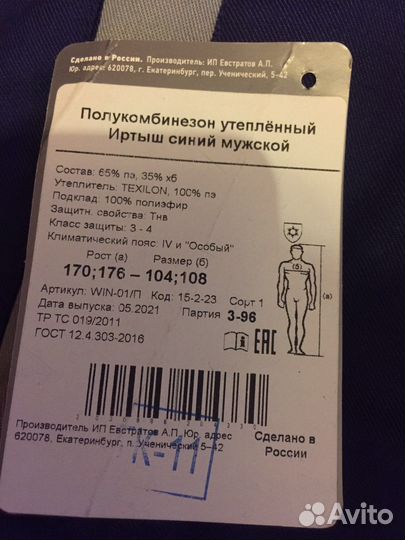 Сделано в России. Производитель: ИП Евстратов А.П.
Юр. адрес: 620078, г. Екатеринбург, пер. Ученический, 5-42
Полукомбинезон утеплённый
Иртыш синий мужской
Состав: 65% пэ, 35% хб
Утеплитель: TEXILON, 100% пэ
Подклад: 100% полиэфир
Защитн. свойства: Тнв
Класс защиты: 3 - 4
Климатический пояс: IV и "Особый"
Рост (а) Размер (б)
170;176 – 104;108
(б)
(а)
Артикул: WIN-01/П Код: 15-2-23 Сорт 1
Дата выпуска: 05.2021 Партия 3-96
ТР ТС 019/2011
ГОСТ 12.4.303-2016
EAC
Производитель ИП Евстратов А.П. Юр. адрес
620078, Екатеринбург, п. Ученический 5–42
Сделано в
России
К-11
Avito